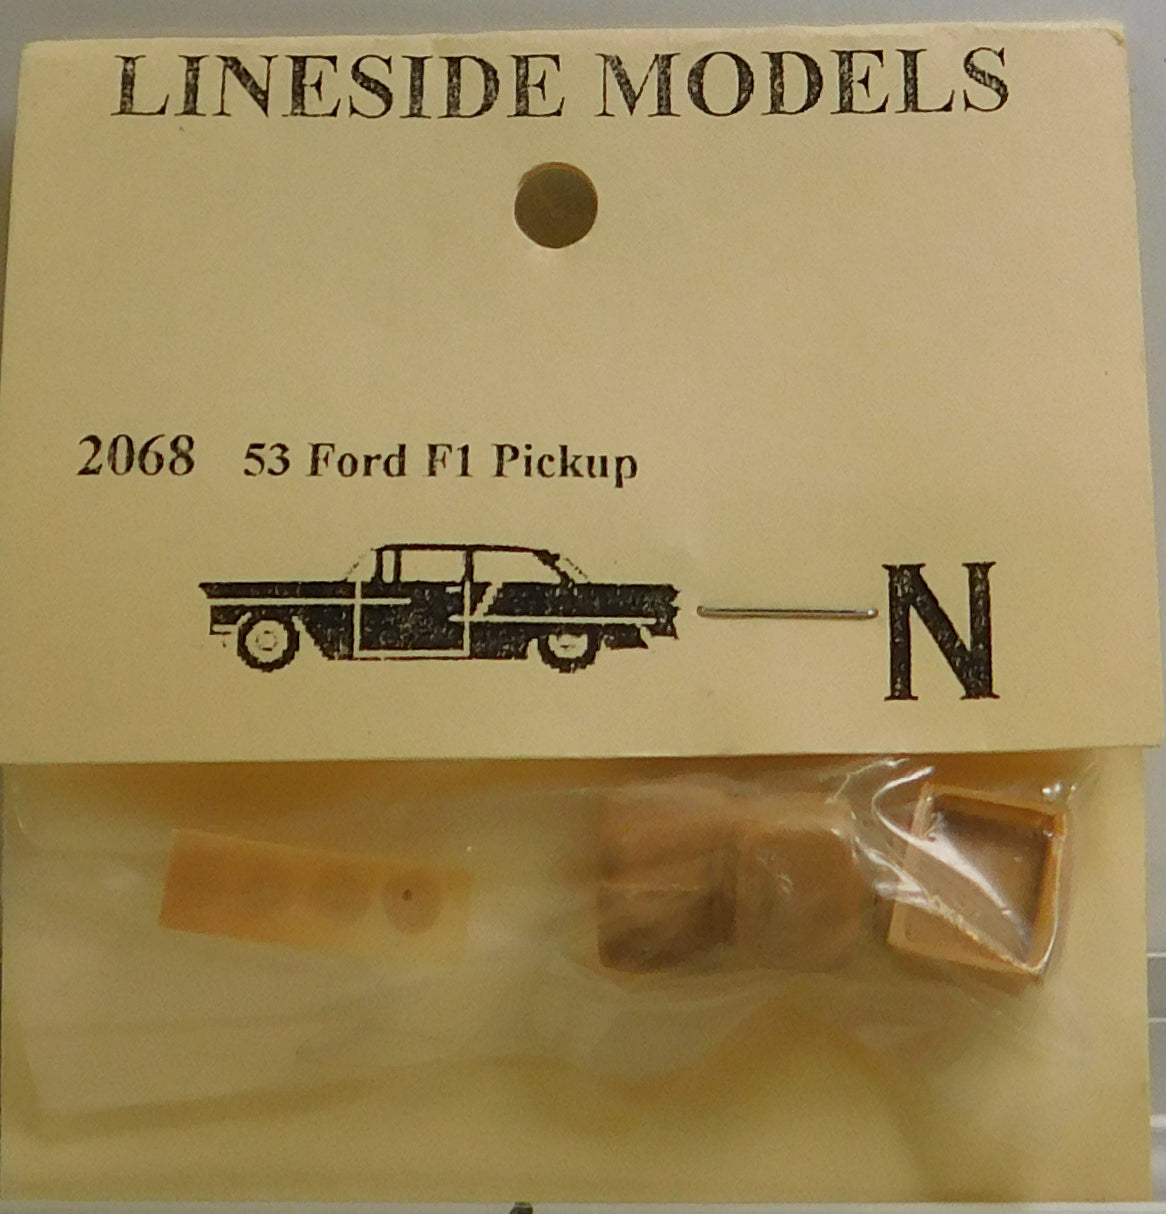 LINESIDE MODELS
2068 53 Ford F1 Pickup
N